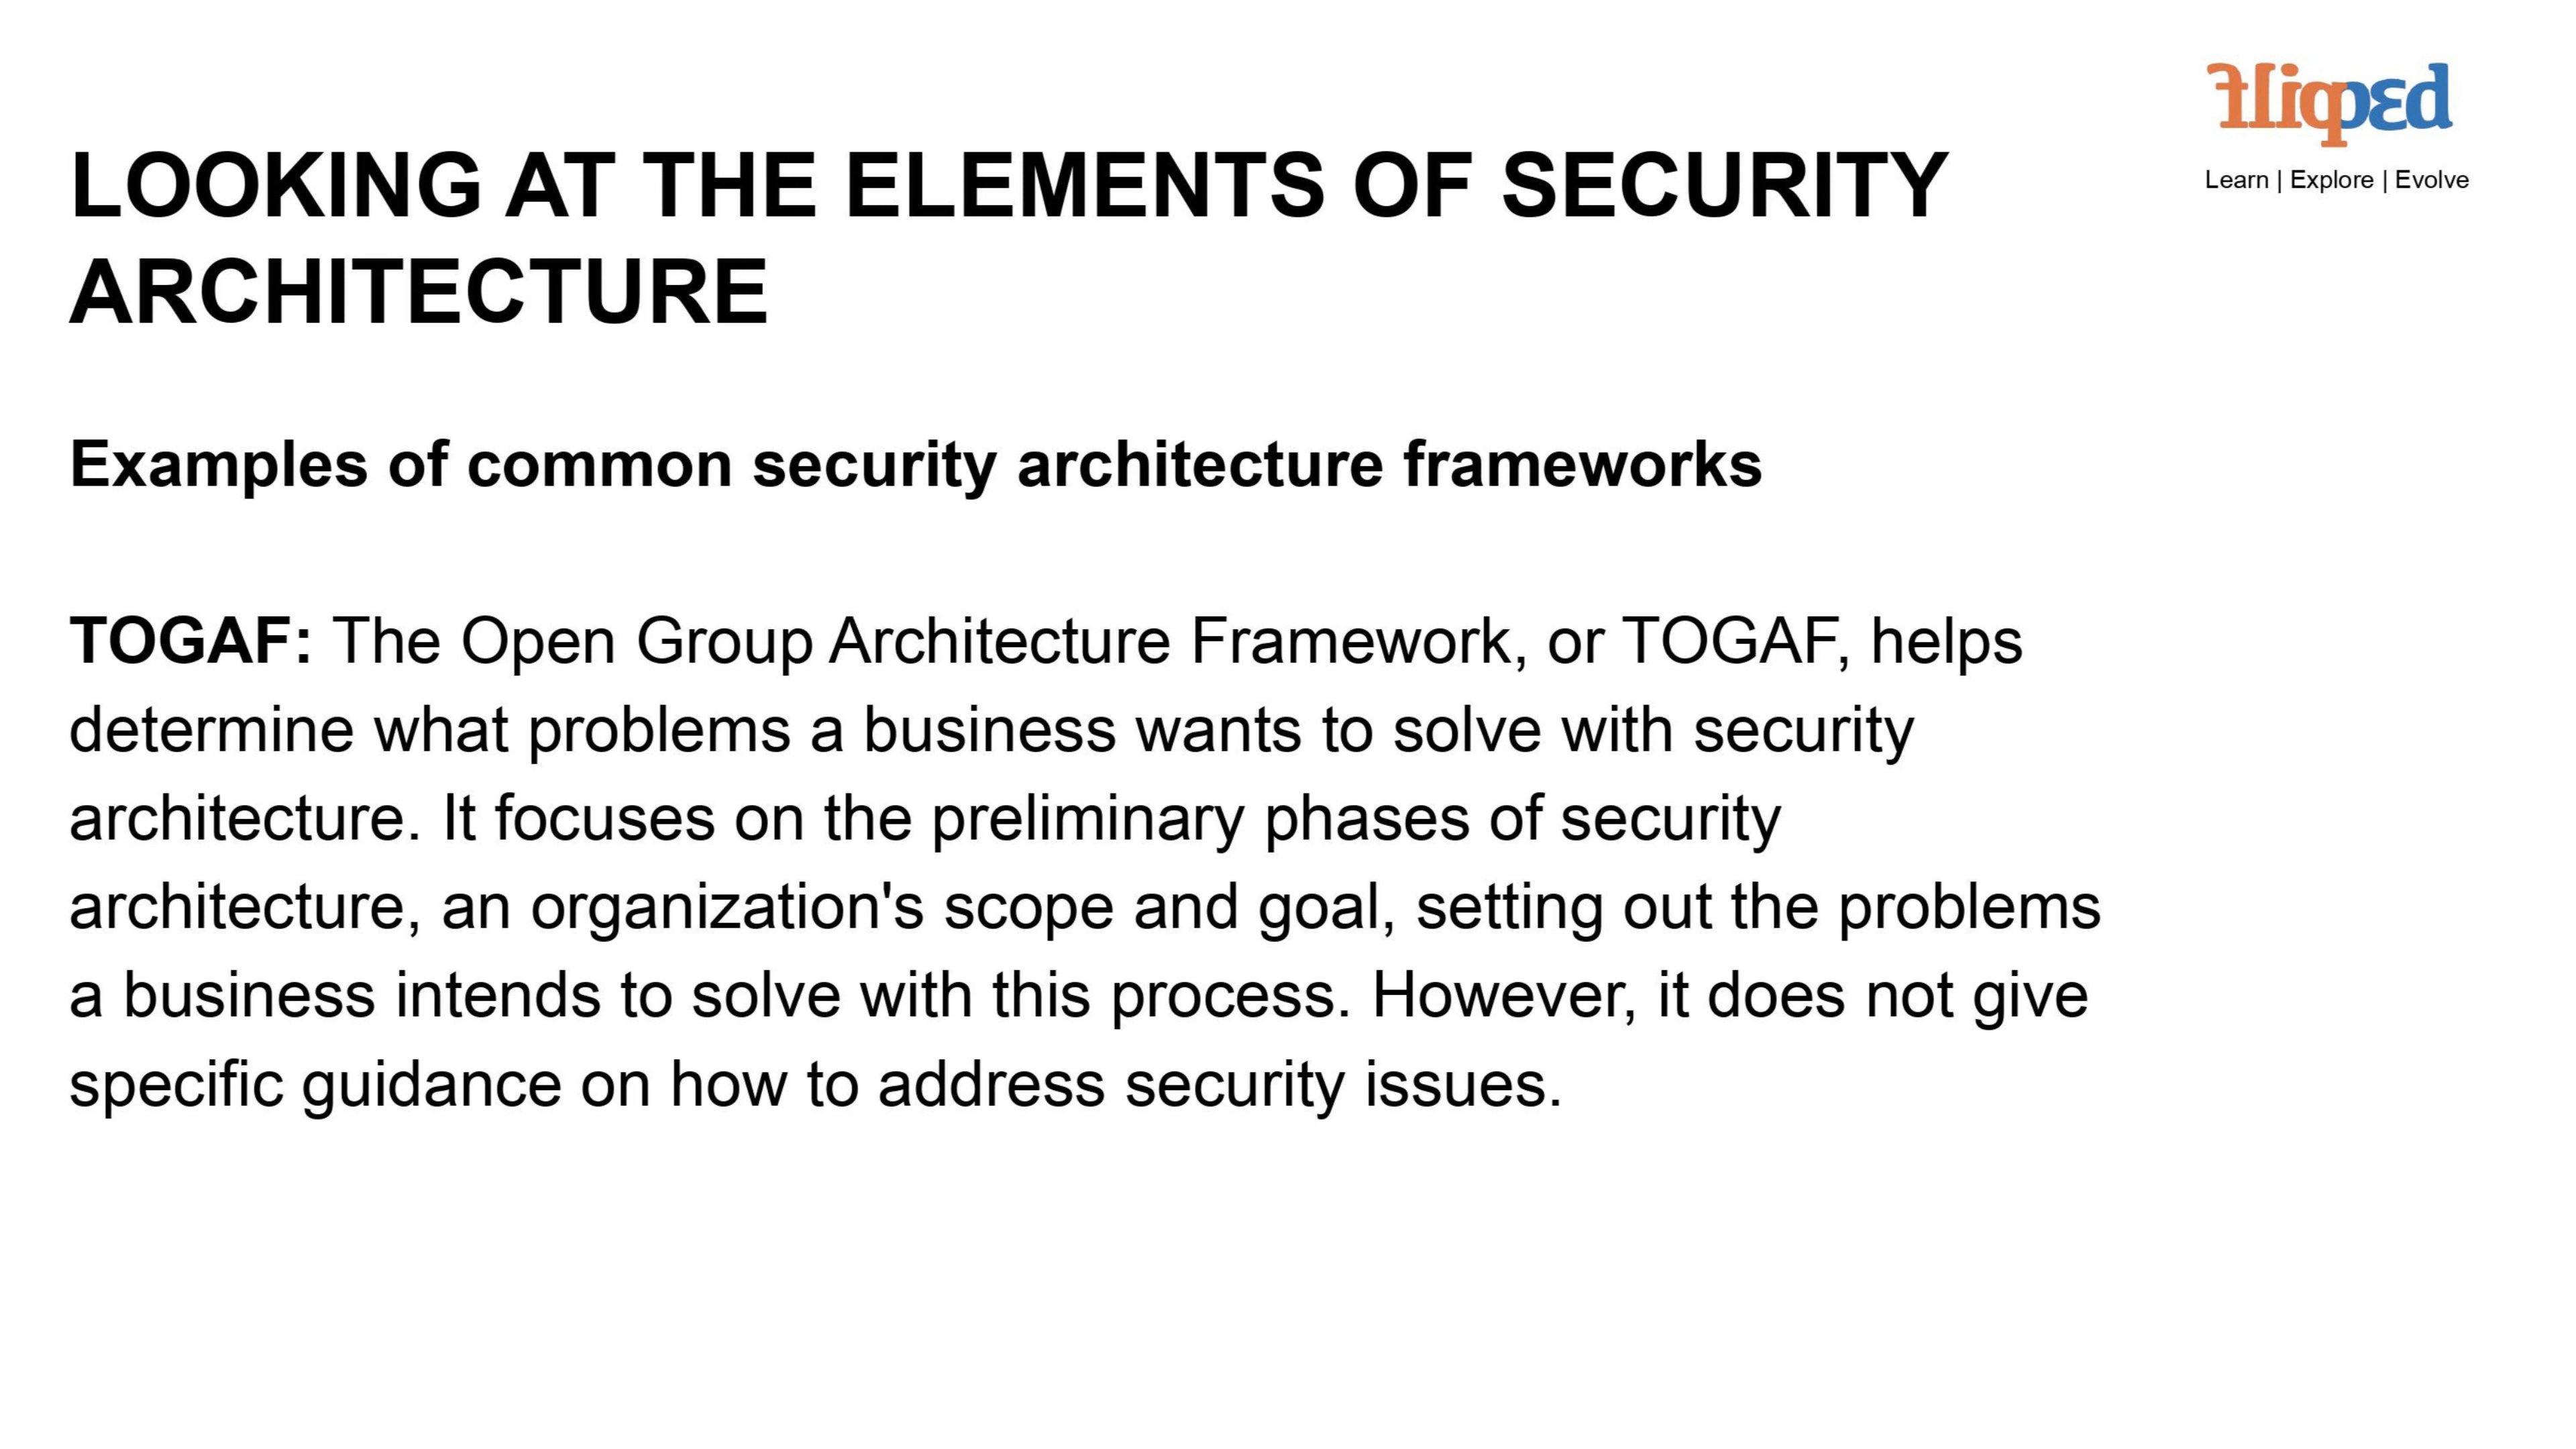 flipped
Learn | Explore | Evolve
LOOKING AT THE ELEMENTS OF SECURITY
ARCHITECTURE
Examples of common security architecture frameworks
TOGAF: The Open Group Architecture Framework, or TOGAF, helps
determine what problems a business wants to solve with security
architecture. It focuses on the preliminary phases of security
architecture, an organization's scope and goal, setting out the problems
a business intends to solve with this process. However, it does not give
specific guidance on how to address security issues.